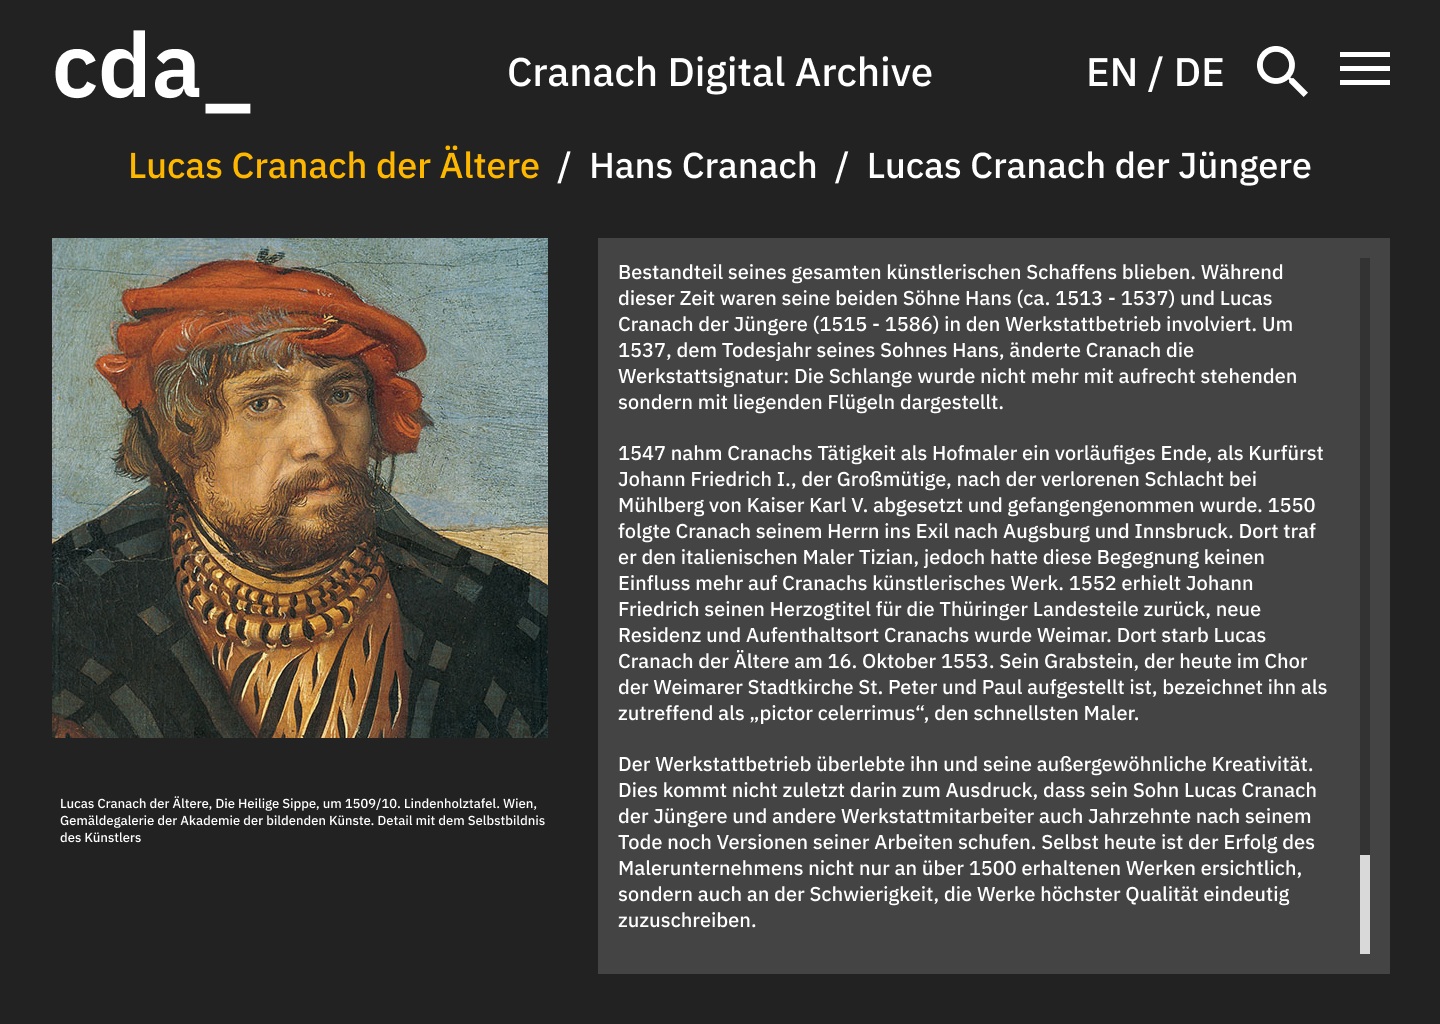 cda_
Cranach Digital Archive
EN / DE
Lucas Cranach der Ältere / Hans Cranach / Lucas Cranach der Jüngere
Bestandteil seines gesamten künstlerischen Schaffens blieben. Während
dieser Zeit waren seine beiden Söhne Hans (ca. 1513 - 1537) und Lucas
Cranach der Jüngere (1515 - 1586) in den Werkstattbetrieb involviert. Um
1537, dem Todesjahr seines Sohnes Hans, änderte Cranach die
Werkstattsignatur: Die Schlange wurde nicht mehr mit aufrecht stehenden
sondern mit liegenden Flügeln dargestellt.
1547 nahm Cranachs Tätigkeit als Hofmaler ein vorläufiges Ende, als Kurfürst
Johann Friedrich I., der Großmütige, nach der verlorenen Schlacht bei
Mühlberg von Kaiser Karl V. abgesetzt und gefangengenommen wurde. 1550
folgte Cranach seinem Herrn ins Exil nach Augsburg und Innsbruck. Dort traf
er den italienischen Maler Tizian, jedoch hatte diese Begegnung keinen
Einfluss mehr auf Cranachs künstlerisches Werk. 1552 erhielt Johann
Friedrich seinen Herzogtitel für die Thüringer Landesteile zurück, neue
Residenz und Aufenthaltsort Cranachs wurde Weimar. Dort starb Lucas
Cranach der Ältere am 16. Oktober 1553. Sein Grabstein, der heute im Chor
der Weimarer Stadtkirche St. Peter und Paul aufgestellt ist, bezeichnet ihn als
zutreffend als „pictor celerrimus“, den schnellsten Maler.
Der Werkstattbetrieb überlebte ihn und seine außergewöhnliche Kreativität.
Dies kommt nicht zuletzt darin zum Ausdruck, dass sein Sohn Lucas Cranach
der Jüngere und andere Werkstattmitarbeiter auch Jahrzehnte nach seinem
Tode noch Versionen seiner Arbeiten schufen. Selbst heute ist der Erfolg des
Malerunternehmens nicht nur an über 1500 erhaltenen Werken ersichtlich,
sondern auch an der Schwierigkeit, die Werke höchster Qualität eindeutig
zuzuschreiben.
Lucas Cranach der Ältere, Die Heilige Sippe, um 1509/10. Lindenholztafel. Wien,
Gemäldegalerie der Akademie der bildenden Künste. Detail mit dem Selbstbildnis
des Künstlers